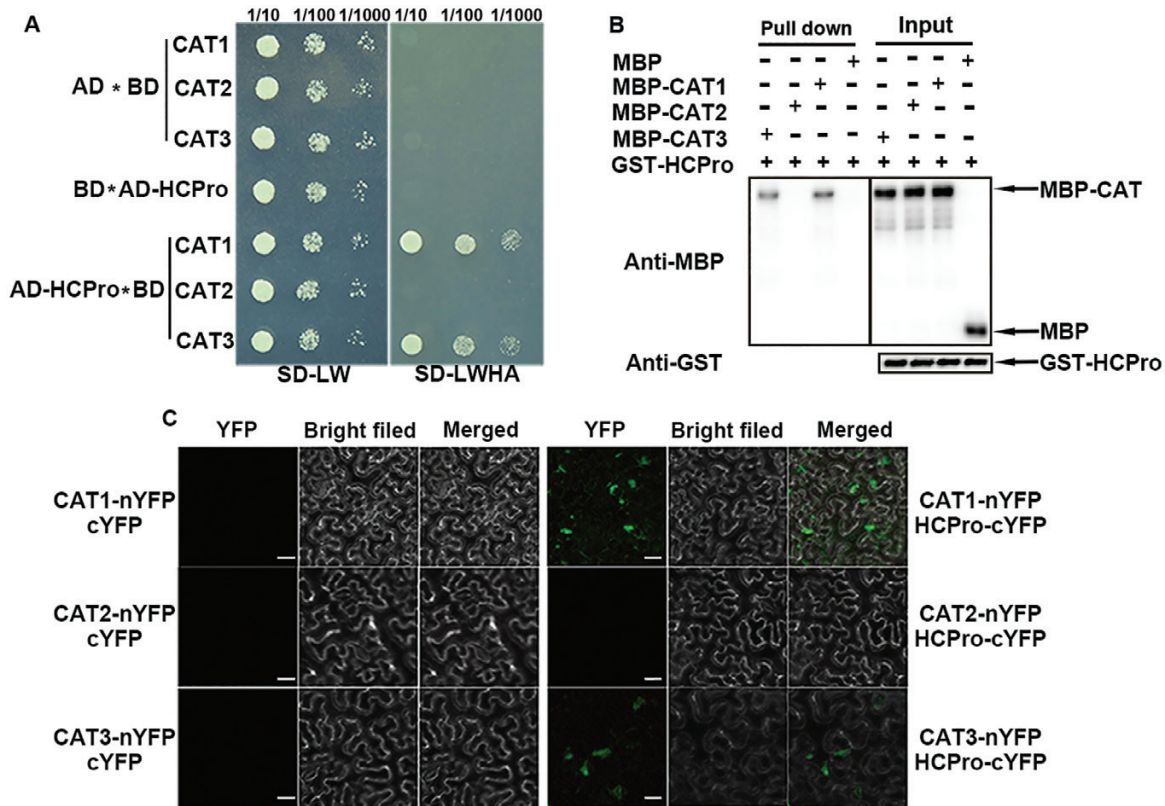 A
1/10 1/100 1/1000 1/10 1/100 1/1000
CAT1
AD * BD CAT2
CAT3
BD*AD-HCPro
CAT1
AD-HCPro*BD CAT2
CAT3
SD-LW SD-LWHA
B
Pull down Input
MBP - - - + - - - +
MBP-CAT1 - - + - - - + -
MBP-CAT2 - + - - - + - -
MBP-CAT3 + - - - + - - -
GST-HCPro + + + + + + + +
MBP-CAT
Anti-MBP
MBP
Anti-GST GST-HCPro
C
YFP Bright filed Merged YFP Bright filed Merged
CAT1-nYFP CAT1-nYFP
cYFP HCPro-cYFP
CAT2-nYFP CAT2-nYFP
cYFP HCPro-cYFP
CAT3-nYFP CAT3-nYFP
cYFP HCPro-cYFP